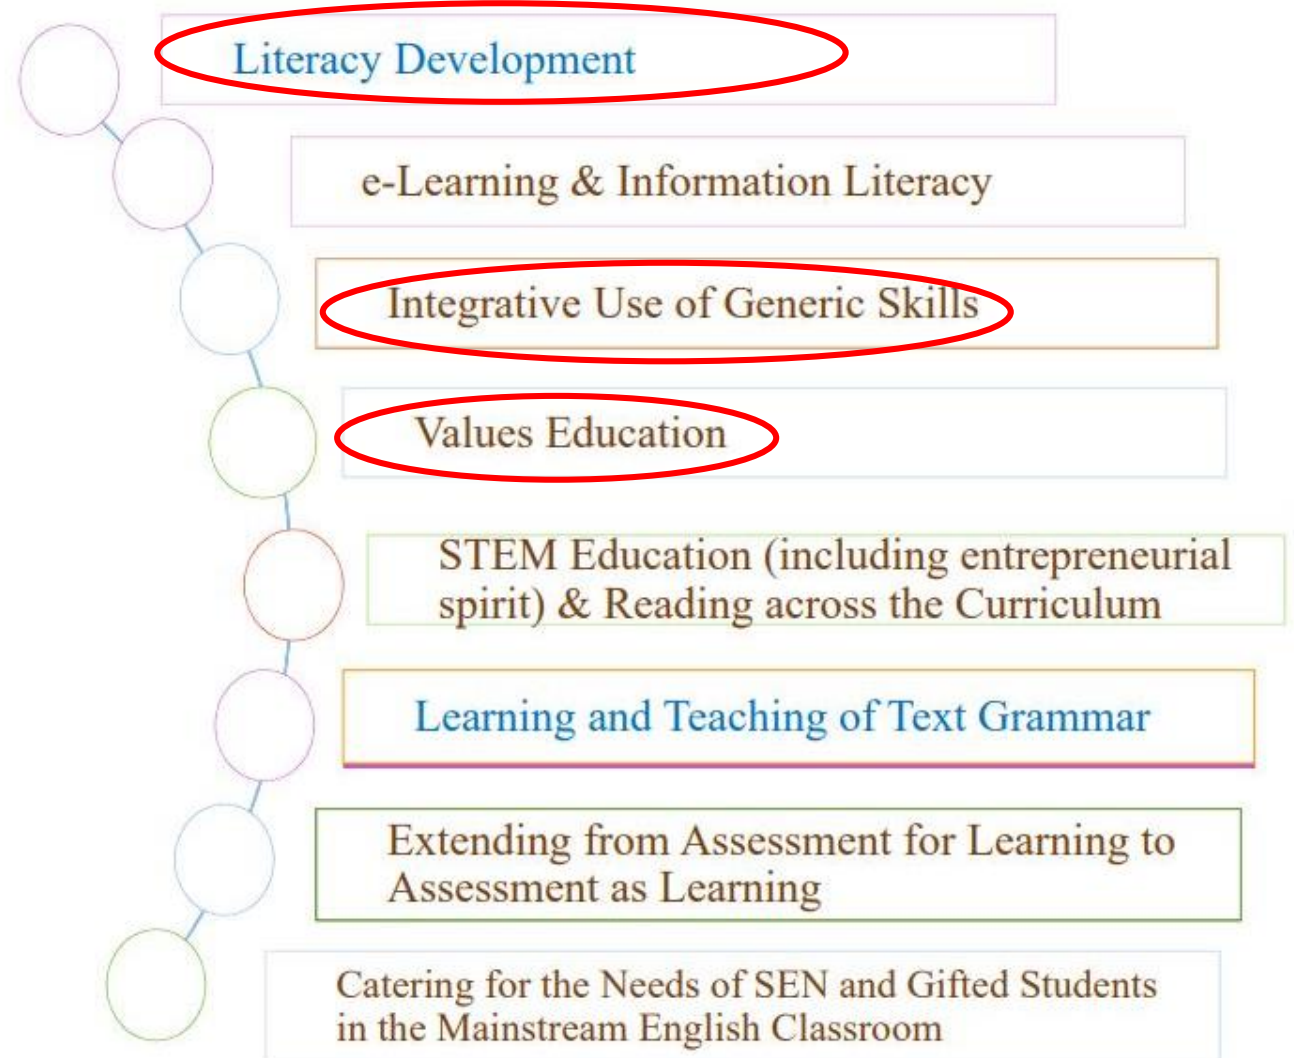 Literacy Development
e-Learning & Information Literacy
Integrative Use of Generic Skills
Values Education
STEM Education (including entrepreneurial
spirit) & Reading across the Curriculum
Learning and Teaching of Text Grammar
Extending from Assessment for Learning to
Assessment as Learning
Catering for the Needs of SEN and Gifted Students
in the Mainstream English Classroom